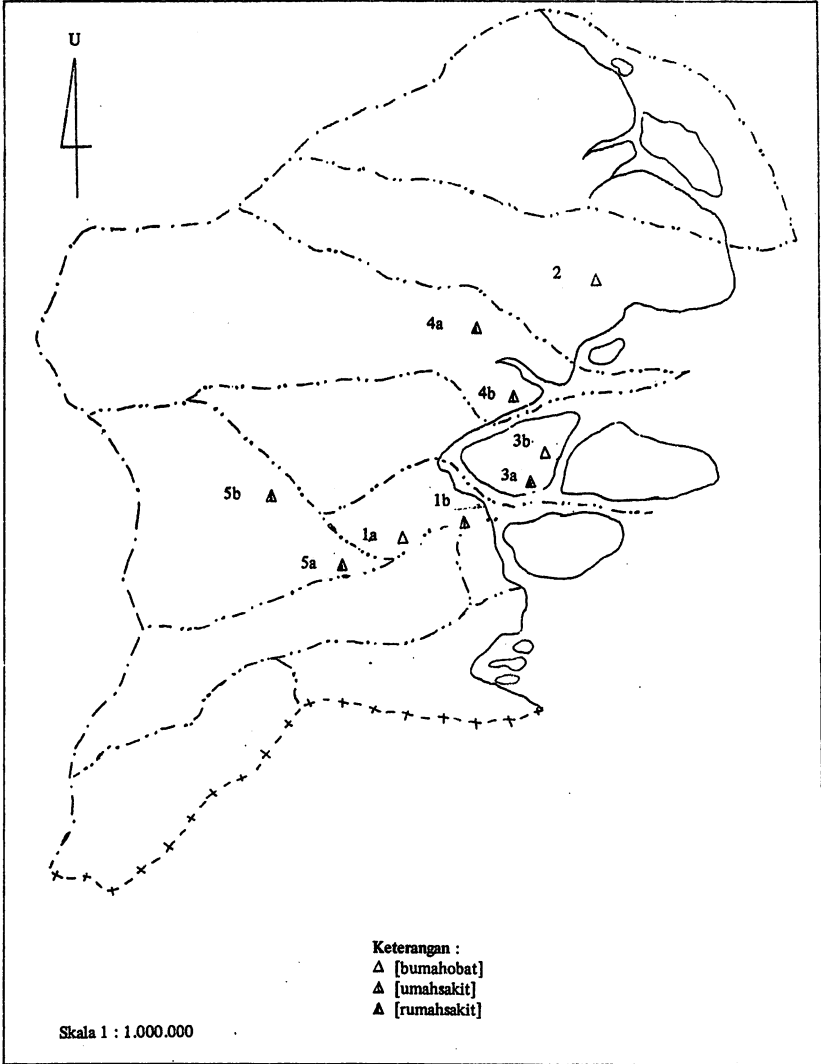 U
2
4a
4b
3b
3a
5b
1b
1a
5a
Keterangan :
[bumahobat]
[umahsakit]
[rumahsakit]
Skala 1 : 1.000.000